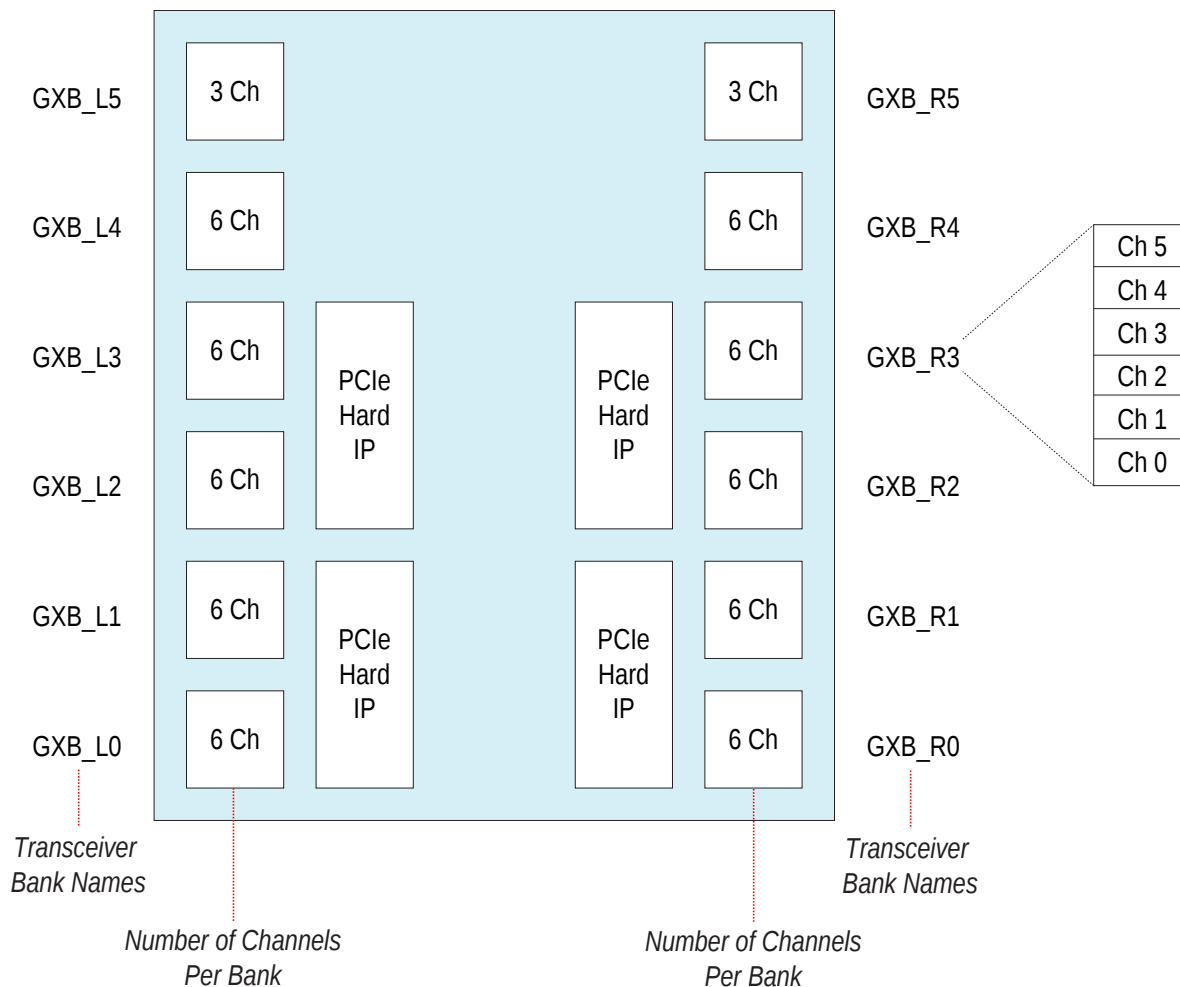 GXB_L5
3 Ch
3 Ch
GXB_R5
GXB_L4
6 Ch
6 Ch
GXB_R4
GXB_L3
6 Ch
PCIe
Hard
IP
PCIe
Hard
IP
6 Ch
GXB_R3
Ch 5
Ch 4
Ch 3
Ch 2
Ch 1
Ch 0
GXB_L2
6 Ch
6 Ch
GXB_R2
GXB_L1
6 Ch
PCIe
Hard
IP
PCIe
Hard
IP
6 Ch
GXB_R1
GXB_L0
6 Ch
6 Ch
GXB_R0
Transceiver
Bank Names
Transceiver
Bank Names
Number of Channels
Per Bank
Number of Channels
Per Bank